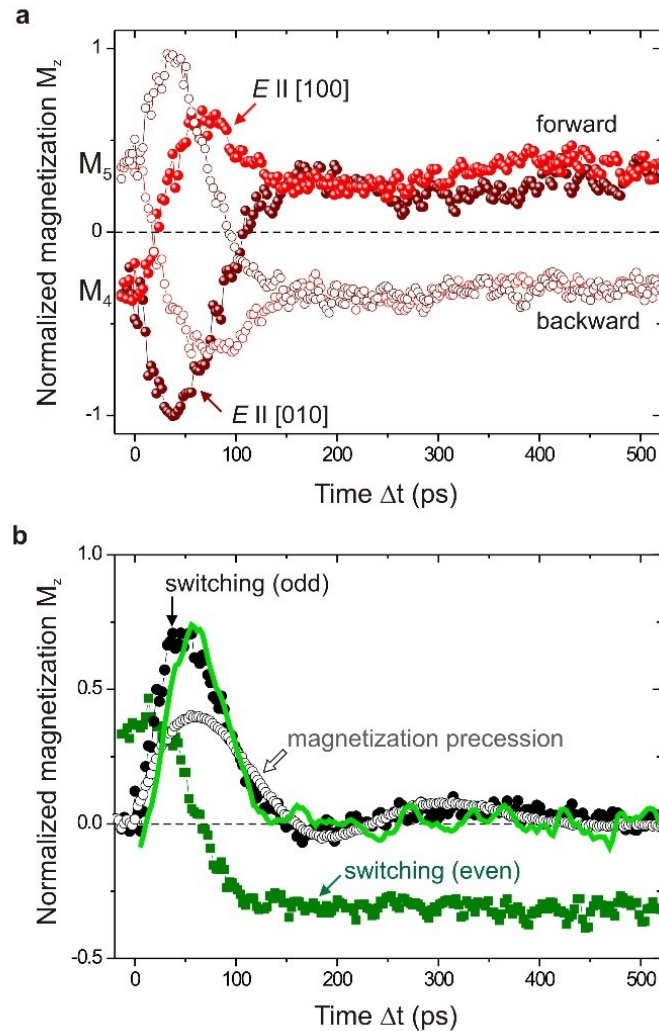 a
1
E II [100]
forward
M5
0
M4
backward
-1
E II [010]
Normalized magnetization Mz
0 100 200 300 400 500
Time Δt (ps)
b
1.0
switching (odd)
0.5
magnetization precession
0.0
switching (even)
-0.5
Normalized magnetization Mz
0 100 200 300 400 500
Time Δt (ps)